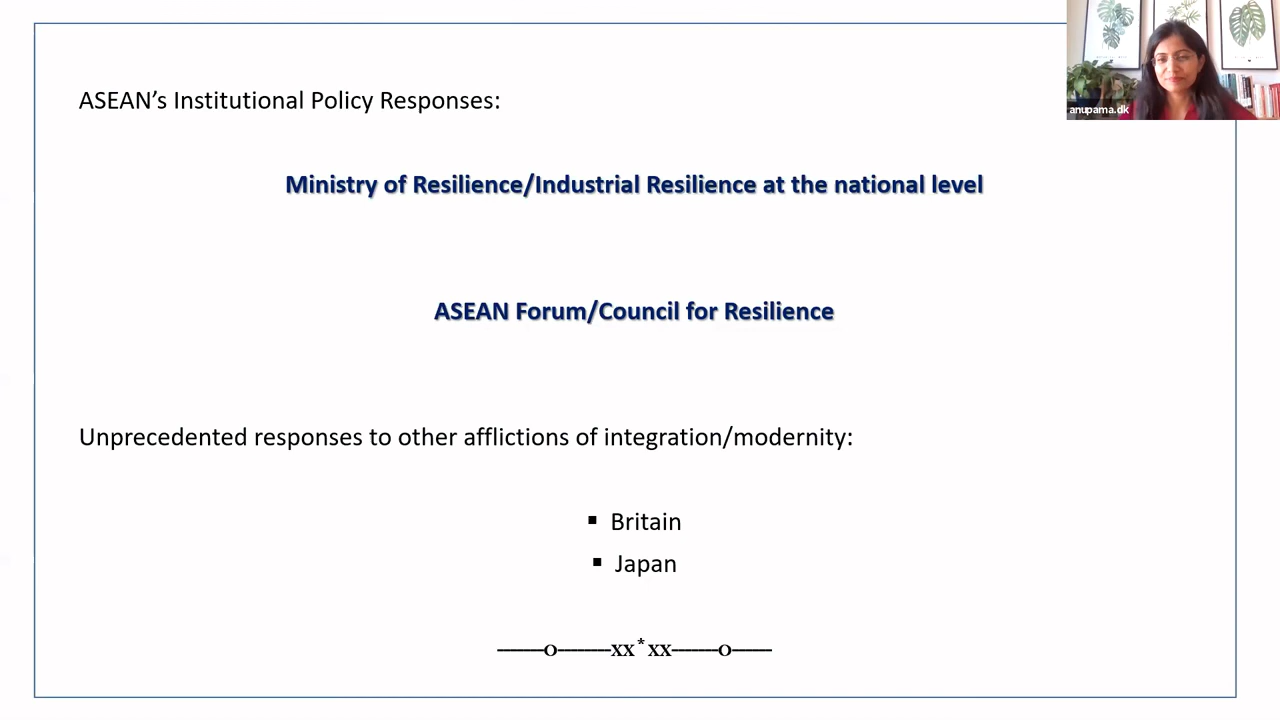 ASEAN’s Institutional Policy Responses:
anupama.dk
Ministry of Resilience/Industrial Resilience at the national level
ASEAN Forum/Council for Resilience
Unprecedented responses to other afflictions of integration/modernity:
▪ Britain
▪ Japan
———o———xx*xx———o———